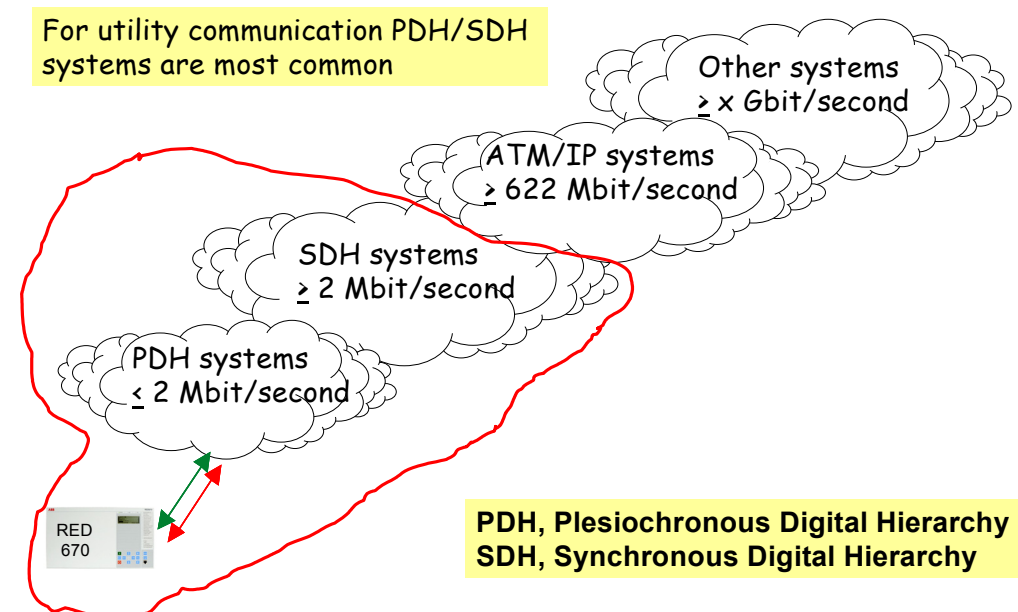 For utility communication PDH/SDH
systems are most common
Other systems
≥ x Gbit/second
ATM/IP systems
≥ 622 Mbit/second
SDH systems
≥ 2 Mbit/second
PDH systems
≤ 2 Mbit/second
RED
670
PDH, Plesiochronous Digital Hierarchy
SDH, Synchronous Digital Hierarchy